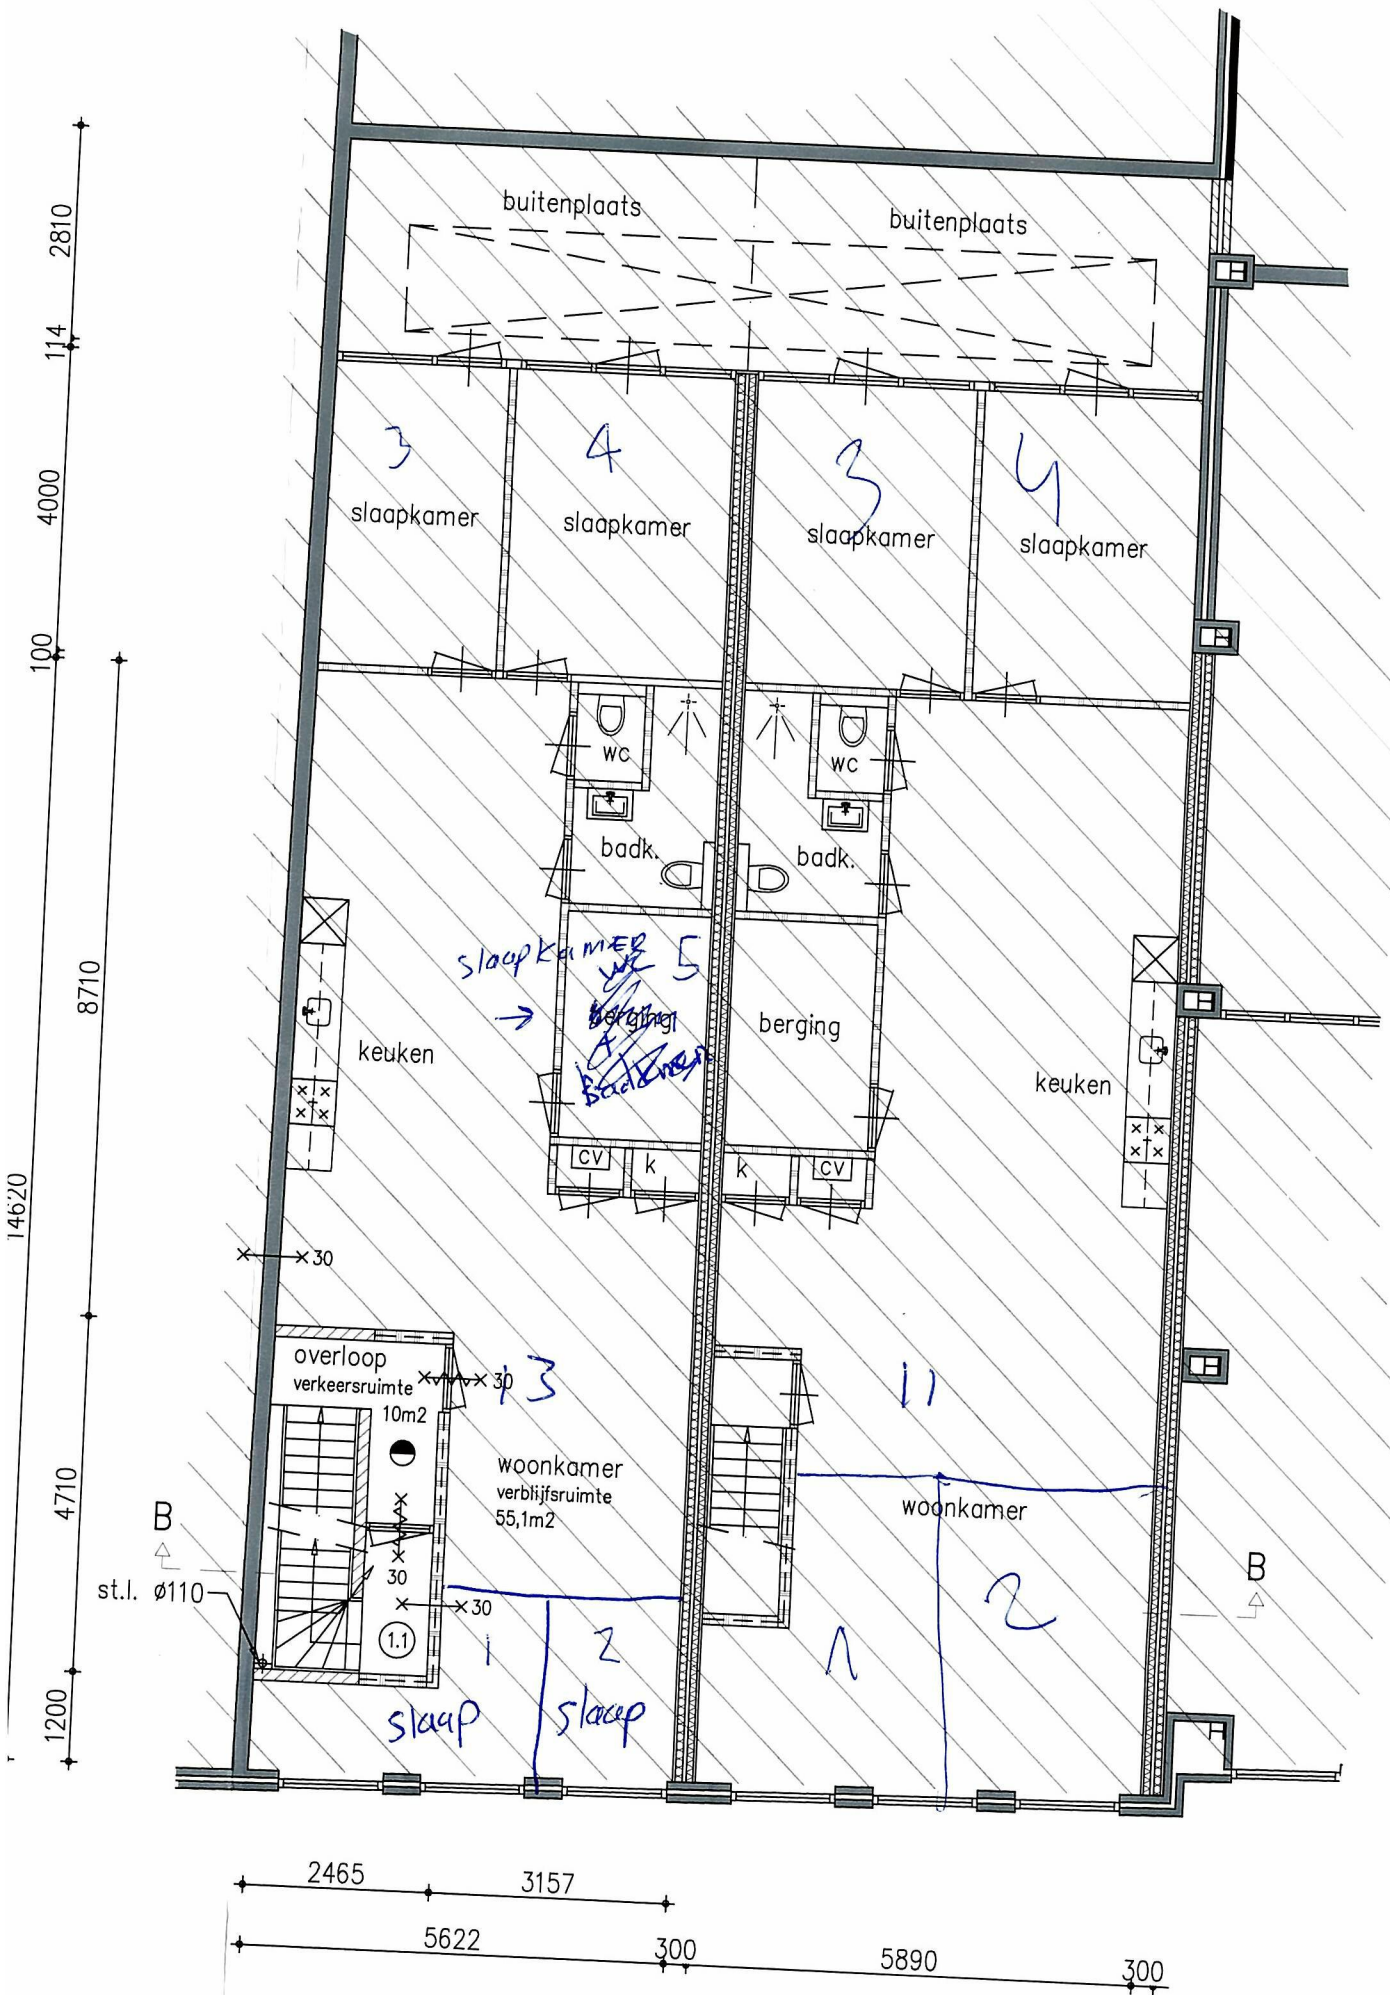 buitenplaats
buitenplaats
2810
114
4000
100
8710
14620
4710
1200
3
4
3
4
slaapkamer
slaapkamer
slaapkamer
slaapkamer
wc
wc
badk.
badk.
slaapkamer
WC
5
→
berging
berging
keuken
keuken
CV
k
k
CV
30
overloop
verkeersruimte
10m2
30
13
11
woonkamer
verblijfsruimte
55,1m2
woonkamer
B
B
st.l. ø110
30
30
1.1
1
2
1
2
slaap
slaap
2465
3157
5622
300
5890
300